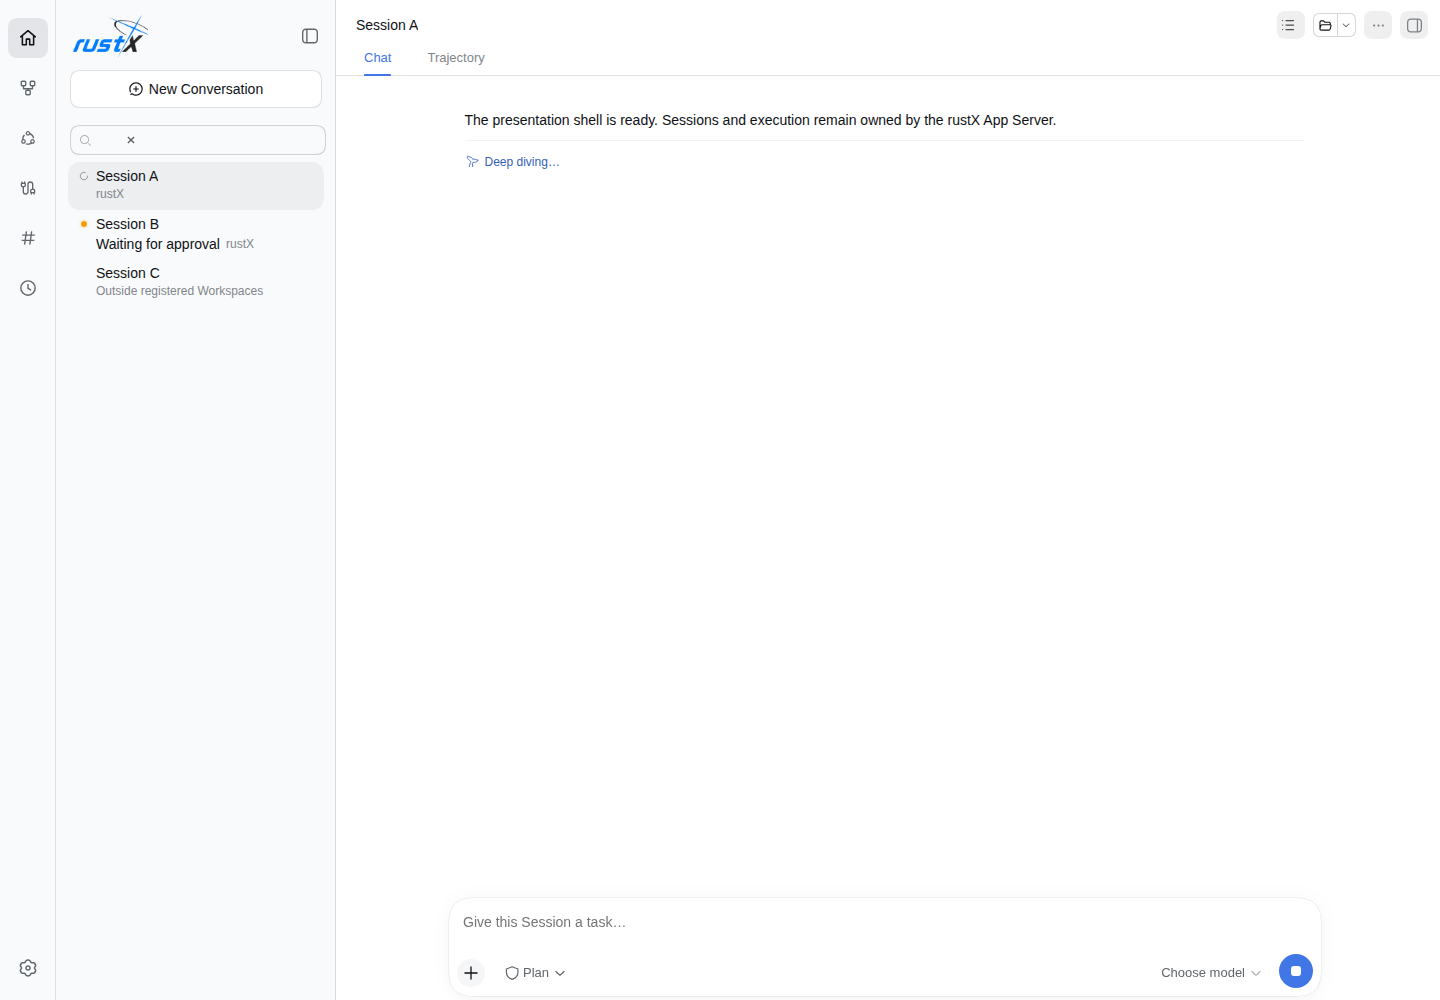 rustX
New Conversation
Session A
rustX
Session B
Waiting for approval rustX
Session C
Outside registered Workspaces
Session A
Chat Trajectory
The presentation shell is ready. Sessions and execution remain owned by the rustX App Server.
Deep diving…
Give this Session a task…
Plan
Choose model